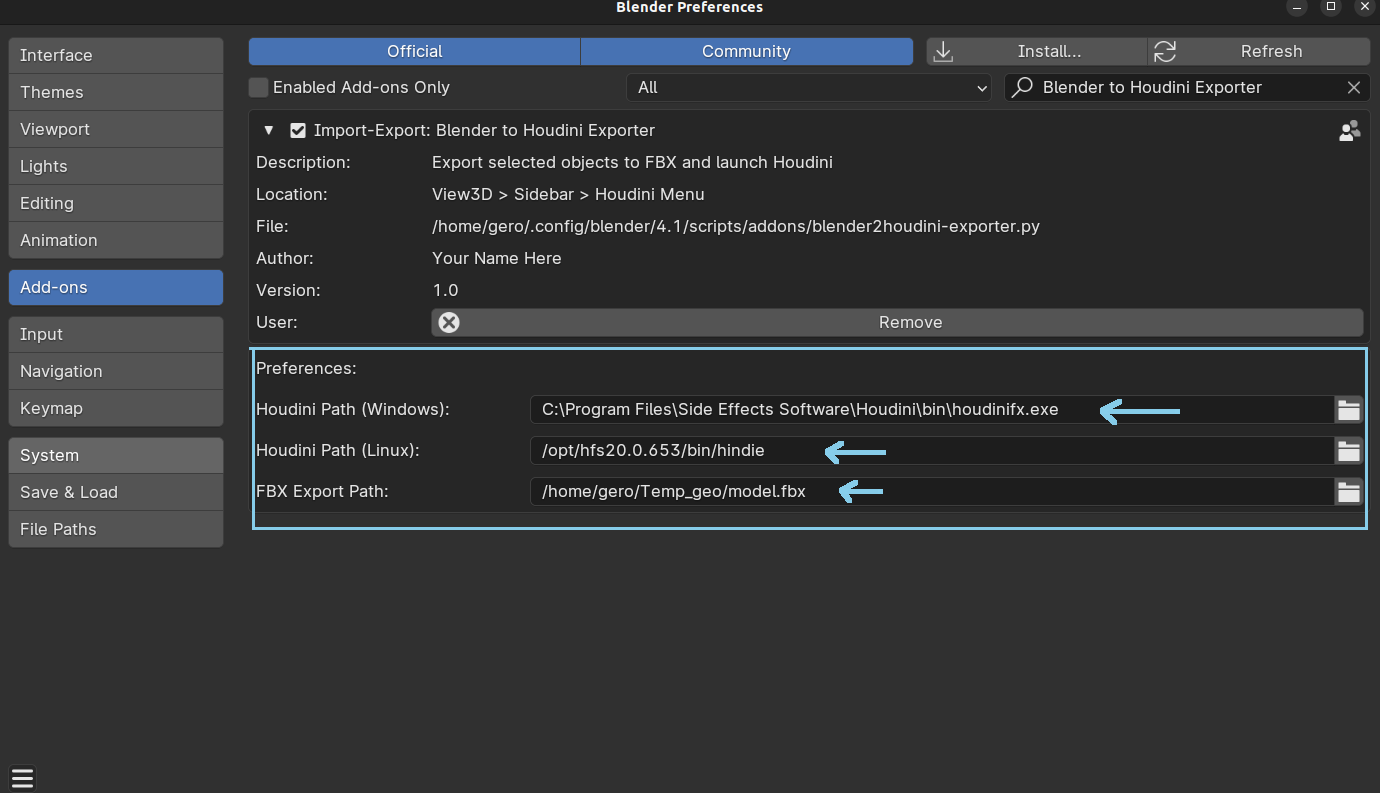 Blender Preferences
Interface
Themes
Viewport
Lights
Editing
Animation
Add-ons
Input
Navigation
Keymap
System
Save & Load
File Paths
Official Community Install... Refresh
Enabled Add-ons Only All Blender to Houdini Exporter
Import-Export: Blender to Houdini Exporter
Description: Export selected objects to FBX and launch Houdini
Location: View3D > Sidebar > Houdini Menu
File: /home/gero/.config/blender/4.1/scripts/addons/blender2houdini-exporter.py
Author: Your Name Here
Version: 1.0
User: Remove
Preferences:
Houdini Path (Windows): C:\Program Files\Side Effects Software\Houdini\bin\houdinifx.exe
Houdini Path (Linux): /opt/hfs20.0.653/bin/hindie
FBX Export Path: /home/gero/Temp_geo/model.fbx